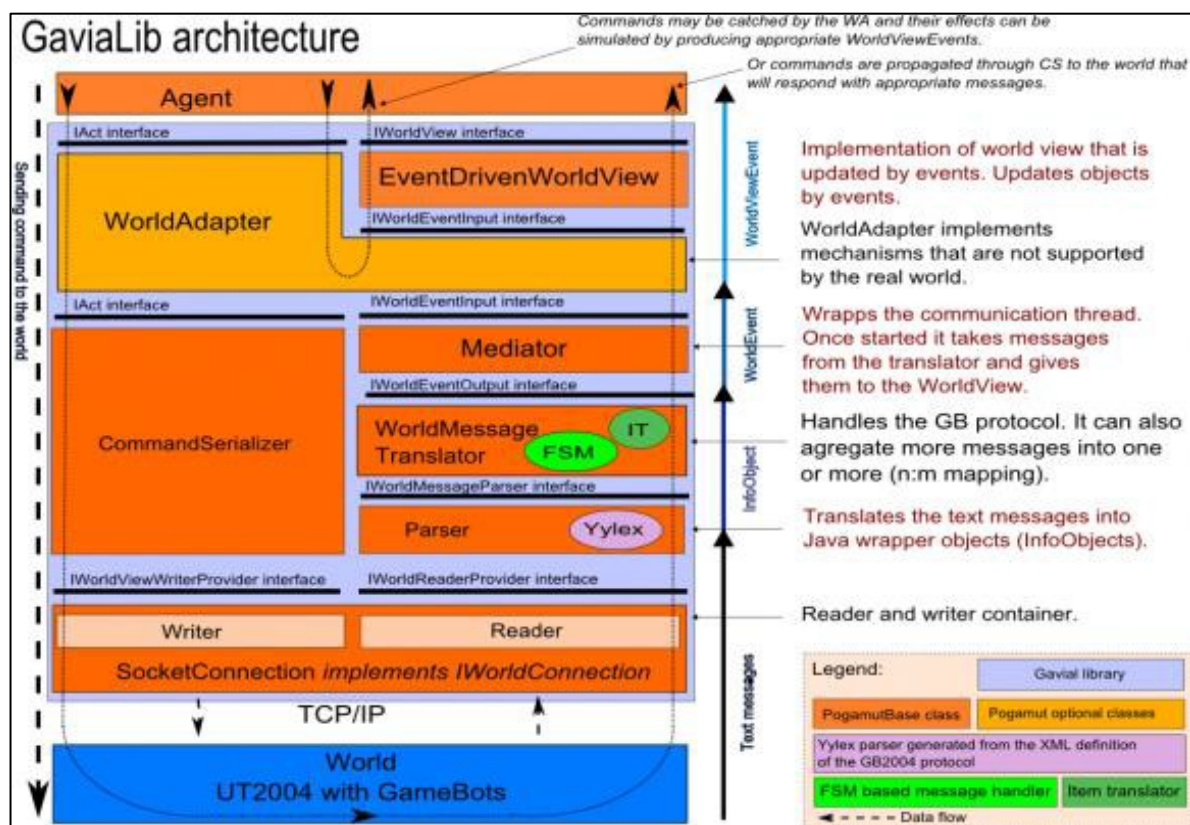 GaviaLib architecture
Commands may be catched by the WA and their effects can be
simulated by producing appropriate WorldViewEvents.
Or commands are propagated through CS to the world that
will respond with appropriate messages.
Agent
Sending command to the world
IAct interface
IWorldView interface
EventDrivenWorldView
WorldAdapter
IWorldEventInput interface
IAct interface
IWorldEventInput interface
Mediator
IWorldEventOutput interface
CommandSerializer
WorldMessage
Translator
FSM
IT
IWorldMessageParser interface
Parser
Yylex
IWorldViewWriterProvider interface
IWorldReaderProvider interface
Writer
Reader
SocketConnection implements IWorldConnection
TCP/IP
World
UT2004 with GameBots
WorldViewEvent
WorldEvent
InfoObject
Text messages
Implementation of world view that is
updated by events. Updates objects
by events.
WorldAdapter implements
mechanisms that are not supported
by the real world.
Wrapps the communication thread.
Once started it takes messages
from the translator and gives
them to the WorldView.
Handles the GB protocol. It can also
agregate more messages into one
or more (n:m mapping).
Translates the text messages into
Java wrapper objects (InfoObjects).
Reader and writer container.
Legend:
Gavial library
PogamutBase class
Pogamut optional classes
Yylex parser generated from the XML definition
of the GB2004 protocol
FSM based message handler
Item translator
Data flow